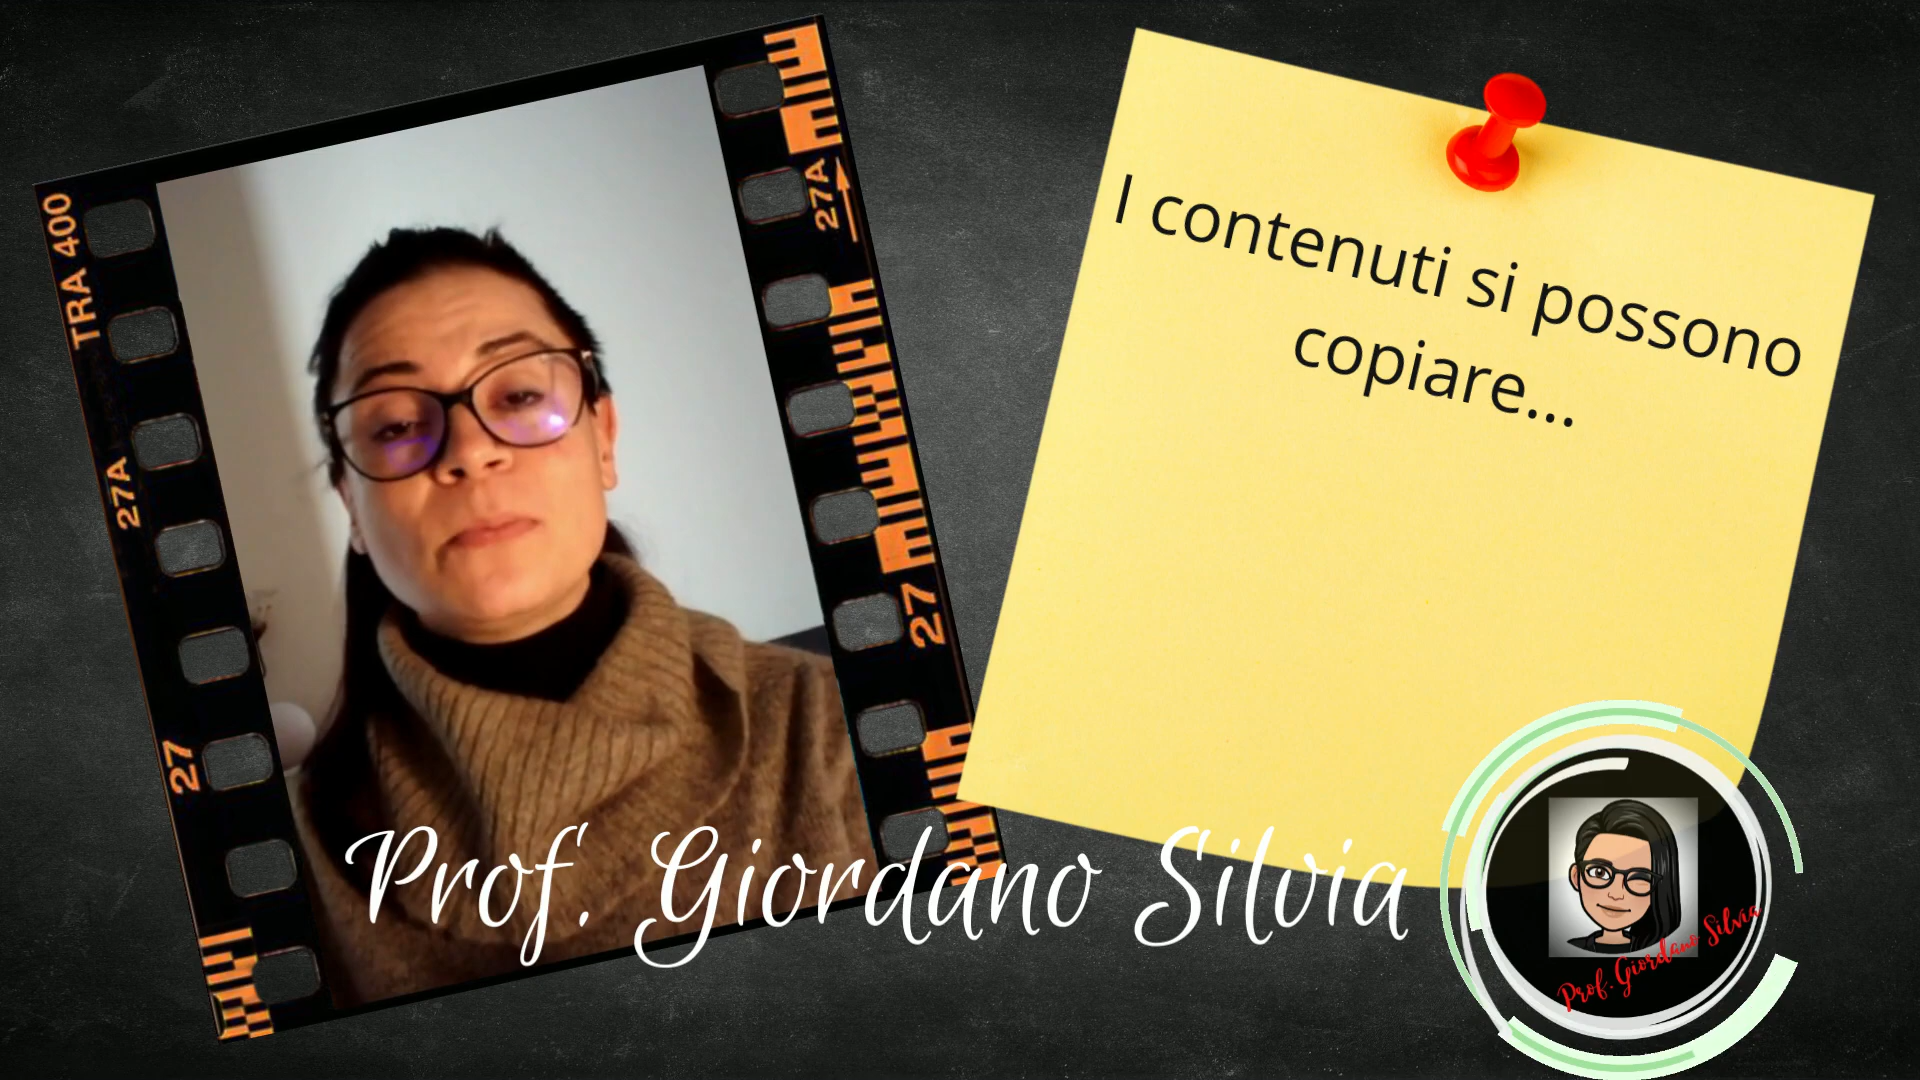 TRA 400
27A
27
27A
27
I contenuti si possono
copiare...
Prof. Giordano Silvia
Prof. Giordano Silvia